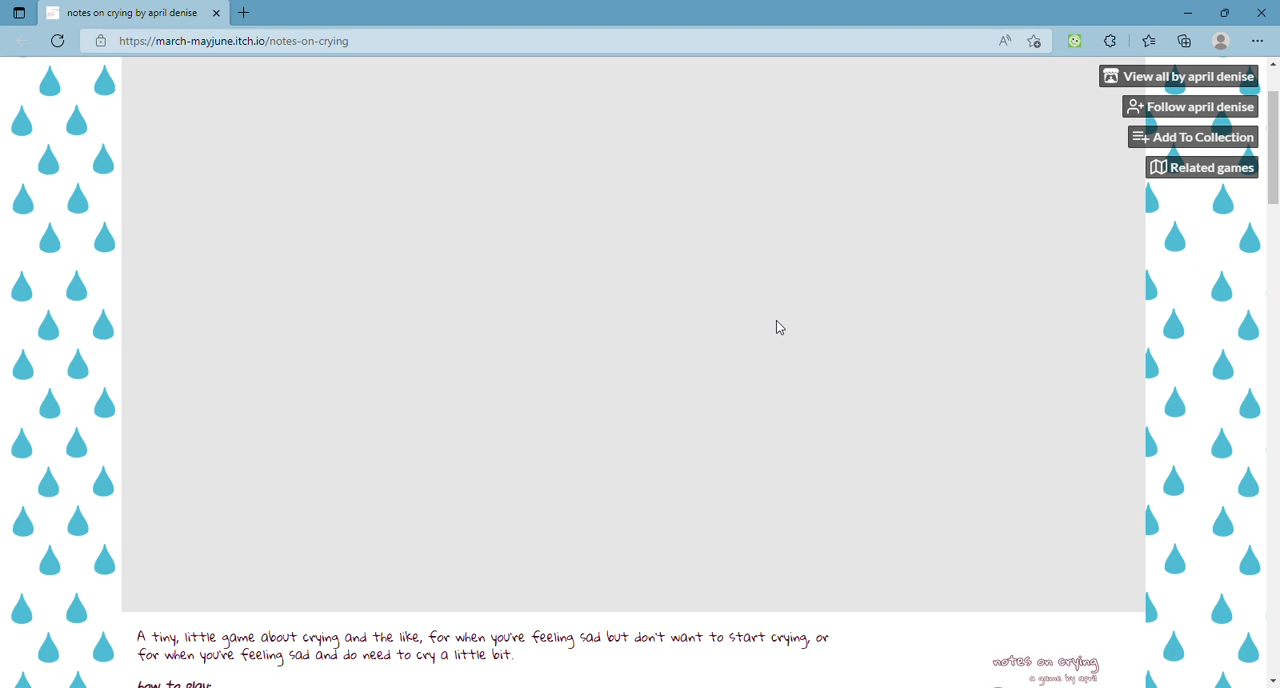 notes on crying by april denise
https://march-mayjune.itch.io/notes-on-crying
View all by april denise
Follow april denise
Add To Collection
Related games
A tiny, little game about crying and the like, for when you're feeling sad but don't want to start crying, or
for when you're feeling sad and do need to cry a little bit.
notes on crying
a game by april
how to play: